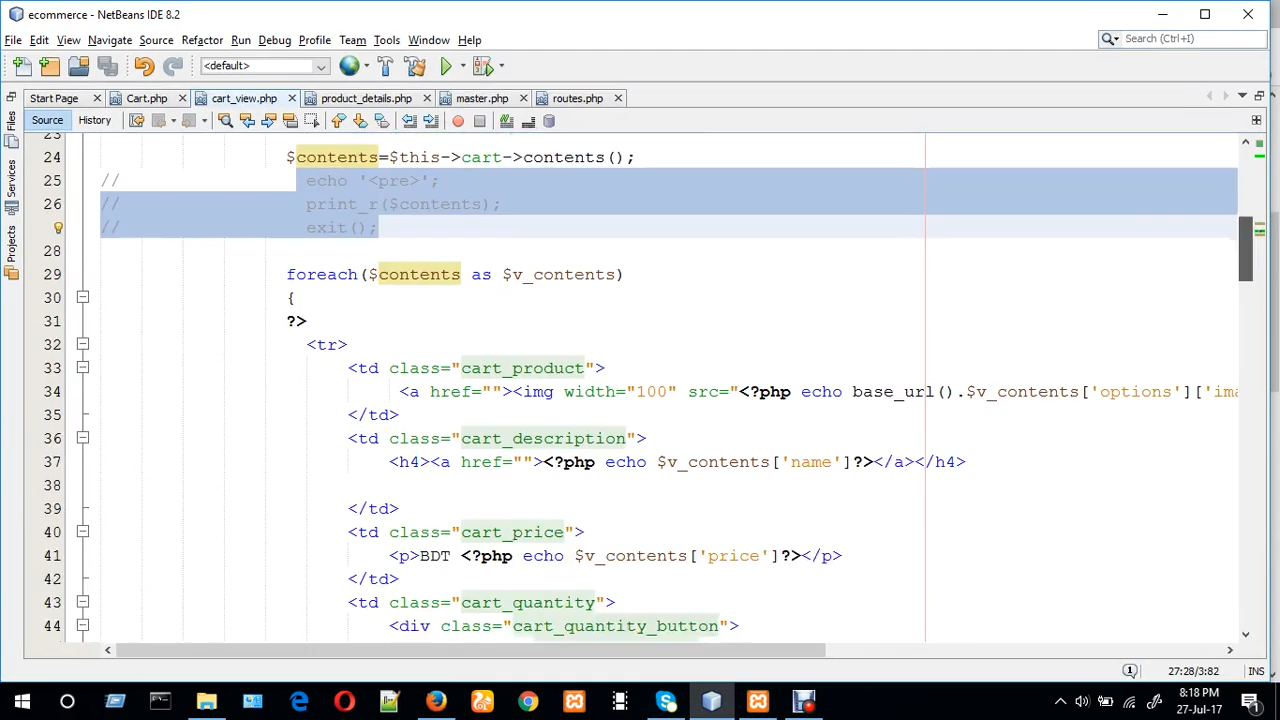 ecommerce - NetBeans IDE 8.2
File Edit View Navigate Source Refactor Run Debug Profile Team Tools Window Help
Search (Ctrl+I)
<default>
Start Page Cart.php cart_view.php product_details.php master.php routes.php
Source History
Files
Services
Projects
23
24 $contents=$this->cart->contents();
25 // echo '<pre>';
26 // print_r($contents);
// exit();
28
29 foreach($contents as $v_contents)
30 {
31 ?>
32 <tr>
33 <td class="cart_product">
34 <a href=""><img width="100" src="<?php echo base_url().$v_contents['options']['ima
35 </td>
36 <td class="cart_description">
37 <h4><a href=""><?php echo $v_contents['name']?></a></h4>
38
39 </td>
40 <td class="cart_price">
41 <p>BDT <?php echo $v_contents['price']?></p>
42 </td>
43 <td class="cart_quantity">
44 <div class="cart_quantity_button">
1 27:28/3:82 INS
8:18 PM
27-Jul-17
1